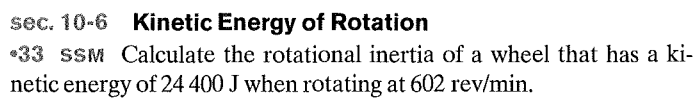 sec. 10-6 Kinetic Energy of Rotation
•33 SSM Calculate the rotational inertia of a wheel that has a ki-
netic energy of 24 400 J when rotating at 602 rev/min.